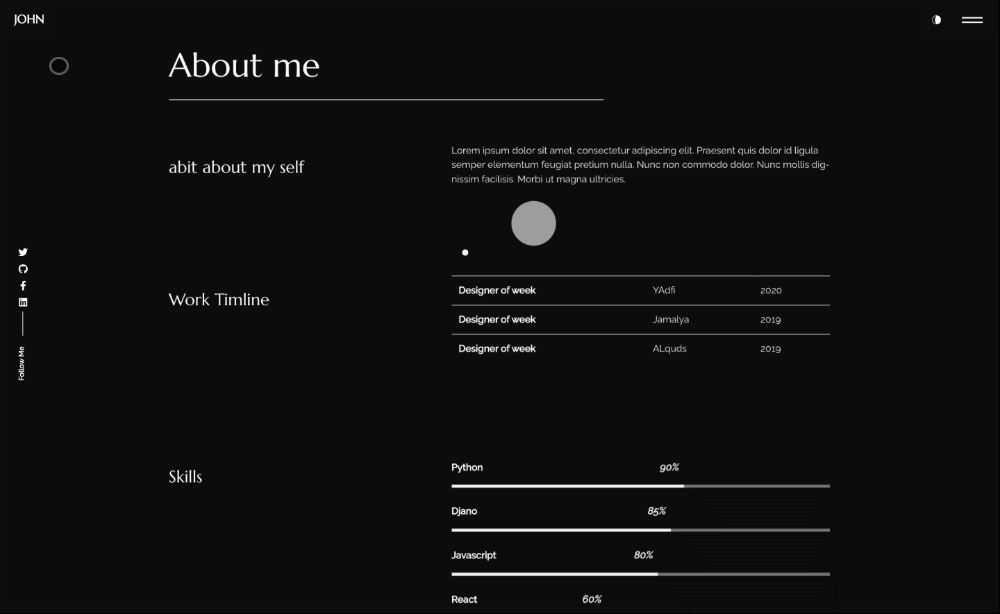 JOHN
About me
abit about my self
Lorem ipsum dolor sit amet, consectetur adipiscing elit. Praesent quis dolor id ligula
semper elementum feugiat pretium nulla. Nunc non commodo dolor. Nunc mollis dig-
nissim facilisis. Morbi ut magna ultricies.
Work Timline
Designer of week YAdfi 2020
Designer of week Jamalya 2019
Designer of week ALquds 2019
Follow Me
Skills
Python 90%
Djano 85%
Javascript 80%
React 60%